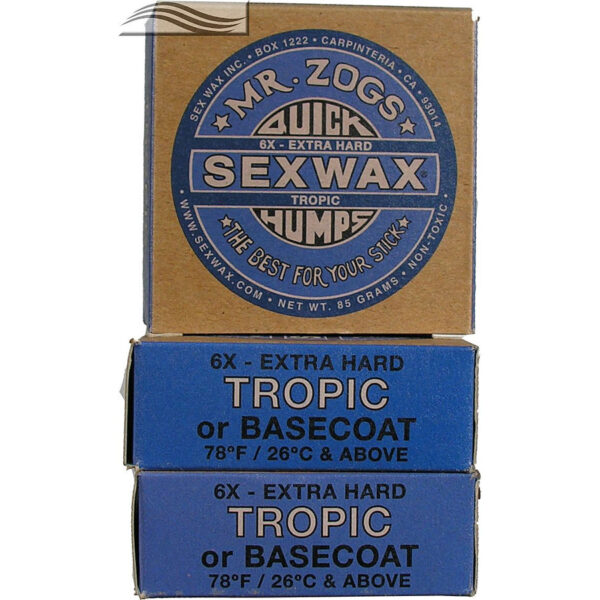 SEX WAX INC. • BOX 1222 • CARPINTERIA • CA • 93014
★ MR. ZOGS ★
QUICK
6X - EXTRA HARD
SEXWAX®
TROPIC
HUMPS
★ THE BEST FOR YOUR STICK ★
• WWW.SEXWAX.COM • NET WT. 85 GRAMS • NON-TOXIC •
6X - EXTRA HARD
TROPIC
or BASECOAT
78°F / 26°C & ABOVE
6X - EXTRA HARD
TROPIC
or BASECOAT
78°F / 26°C & ABOVE